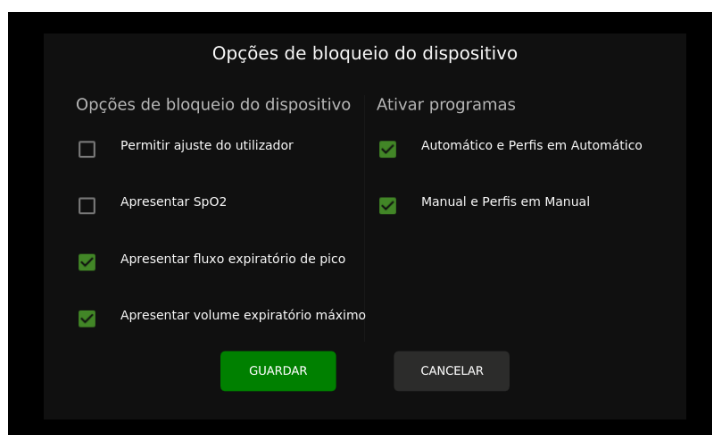 Opções de bloqueio do dispositivo
Opções de bloqueio do dispositivo
Permitir ajuste do utilizador
Apresentar SpO2
Apresentar fluxo expiratório de pico
Apresentar volume expiratório máximo
Ativar programas
Automático e Perfis em Automático
Manual e Perfis em Manual
GUARDAR
CANCELAR